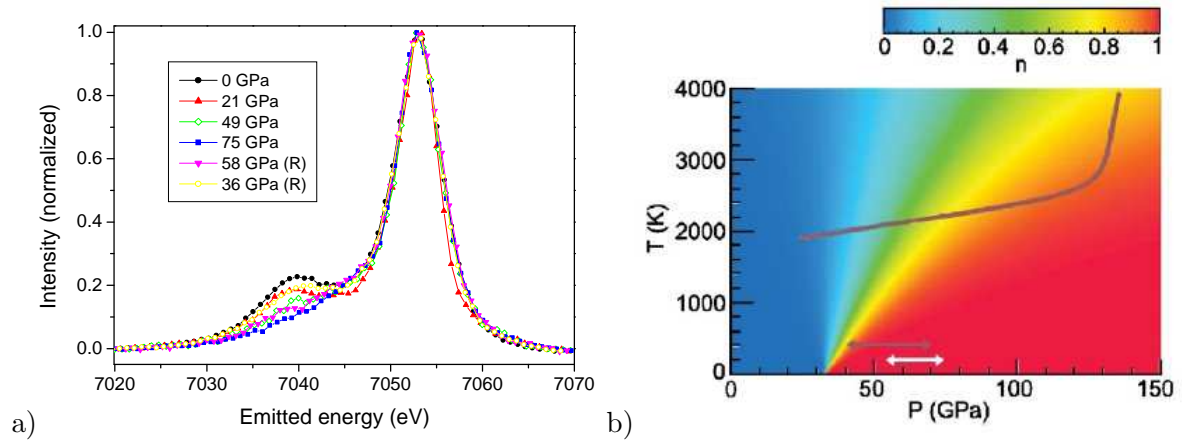 1.0
0.8
0.6
0.4
0.2
0.0
Intensity (normalized)
0 GPa
21 GPa
49 GPa
75 GPa
58 GPa (R)
36 GPa (R)
7020 7030 7040 7050 7060 7070
Emitted energy (eV)
a)
0 0.2 0.4 0.6 0.8 1
n
4000
3000
2000
1000
0
T (K)
0 50 100 150
P (GPa)
b)